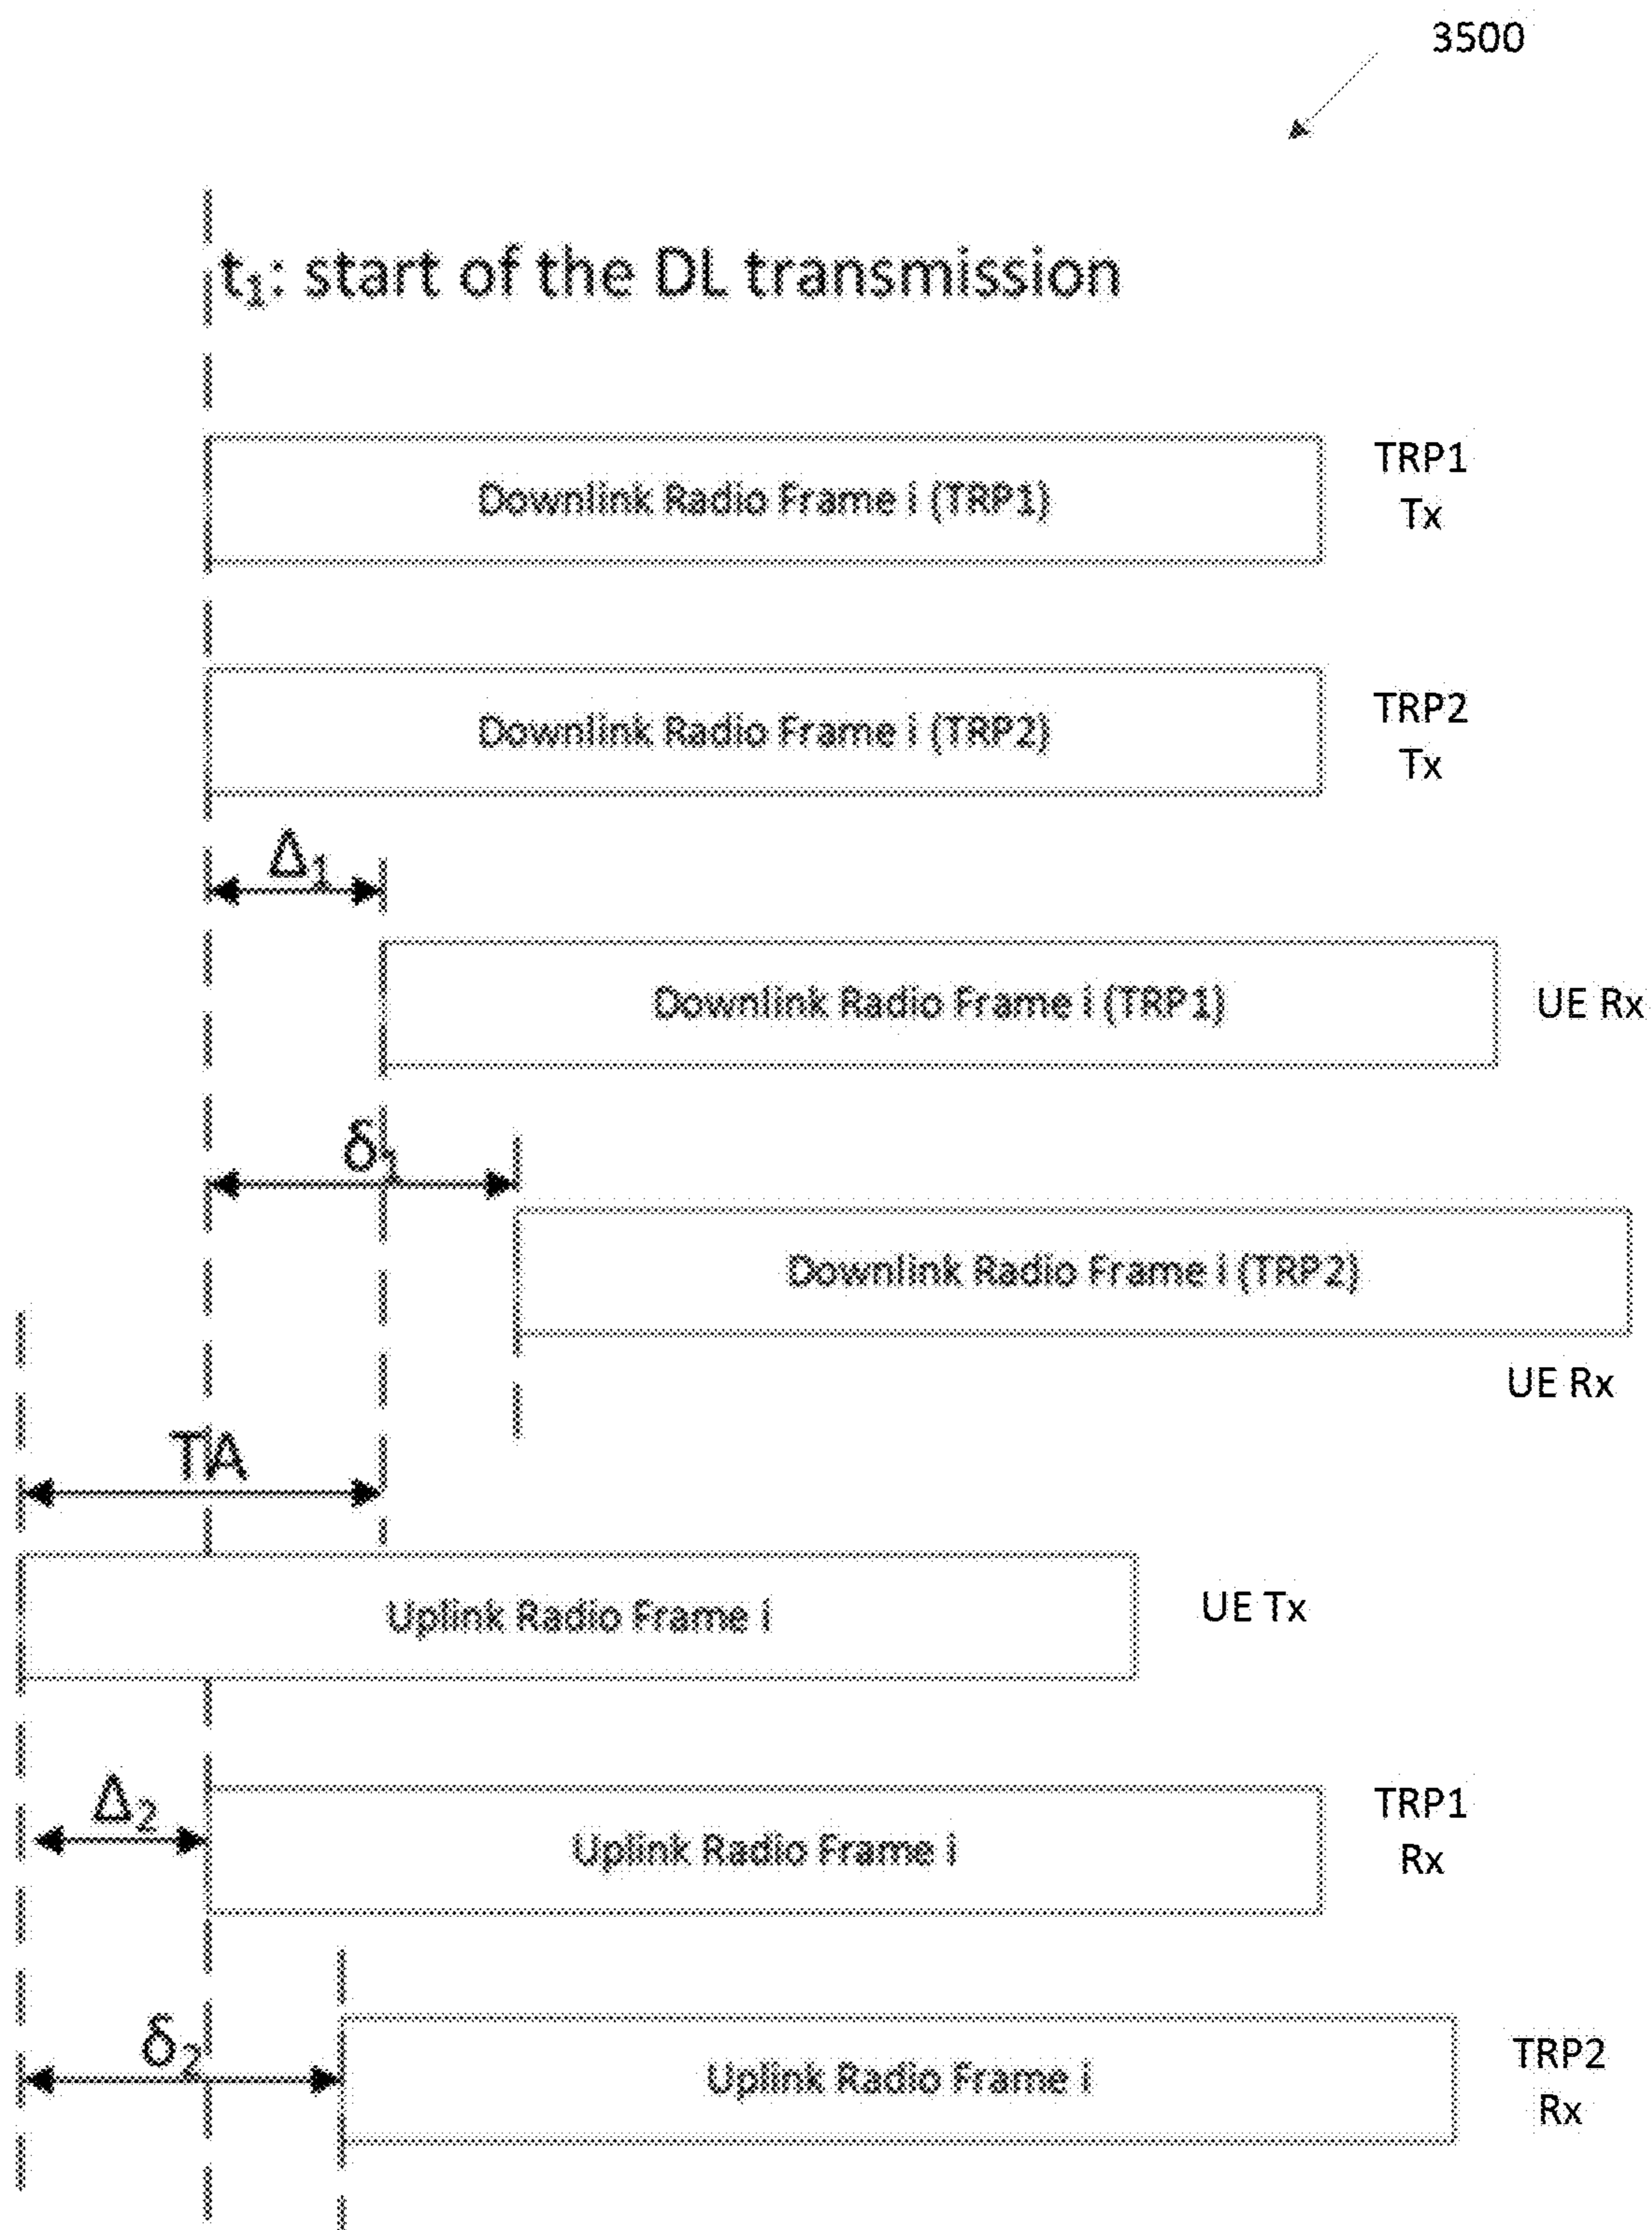 3500
t₁: start of the DL transmission
Downlink Radio Frame i (TRP1)
TRP1
Tx
Downlink Radio Frame i (TRP2)
TRP2
Tx
Δ₁
Downlink Radio Frame i (TRP1)
UE Rx
δ₁
Downlink Radio Frame i (TRP2)
UE Rx
TA
Uplink Radio Frame i
UE Tx
Δ₂
Uplink Radio Frame i
TRP1
Rx
δ₂
Uplink Radio Frame i
TRP2
Rx